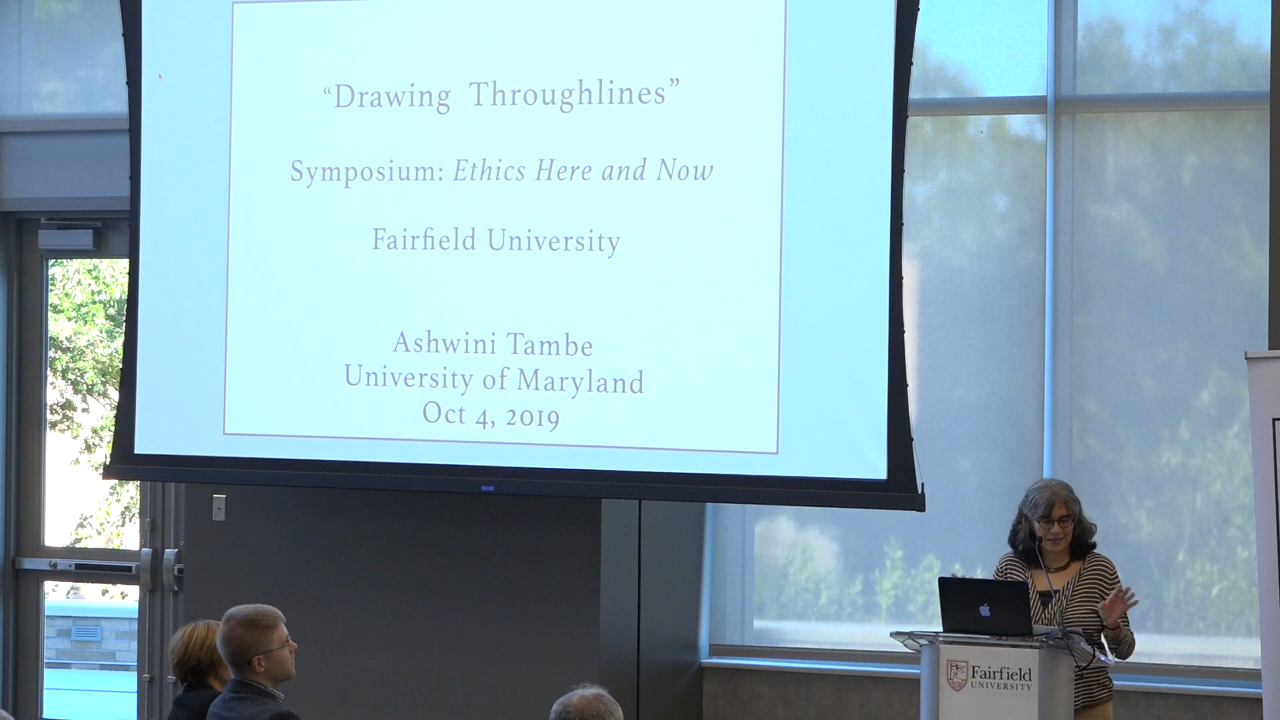 “Drawing Throughlines”
Symposium: Ethics Here and Now
Fairfield University
Ashwini Tambe
University of Maryland
Oct 4, 2019
Fairfield
UNIVERSITY